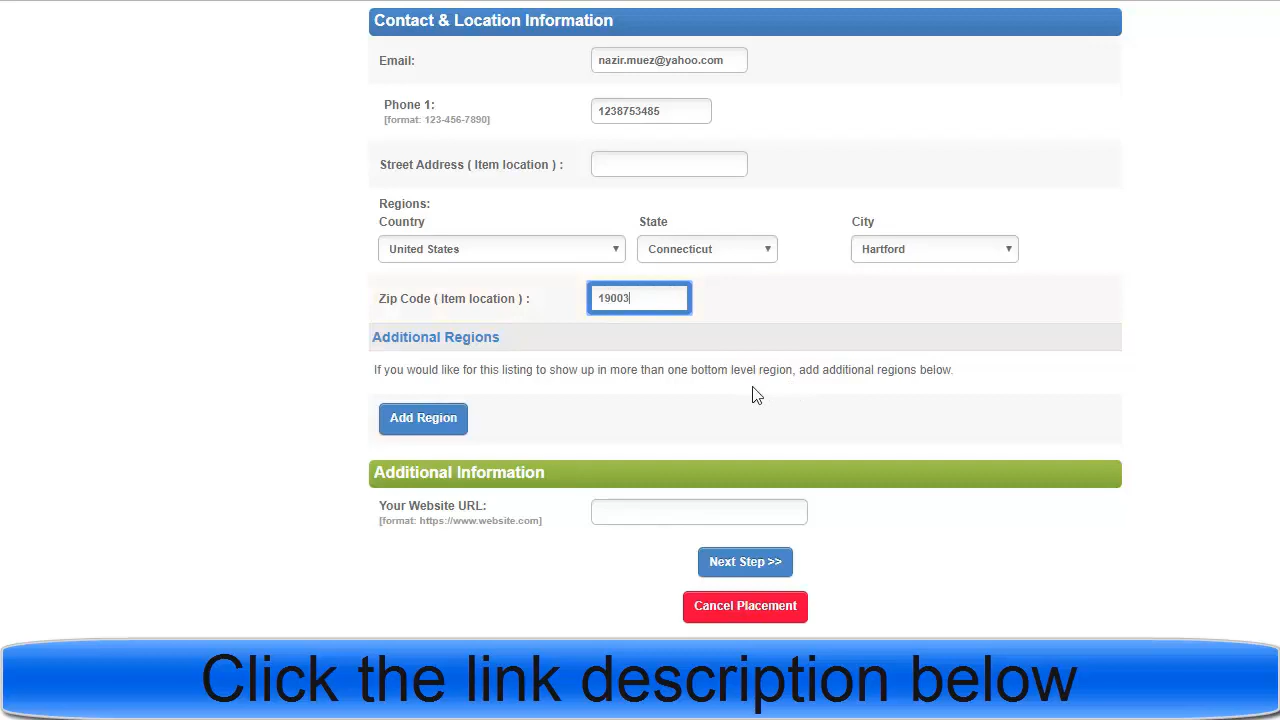 Contact & Location Information
Email:
nazir.muez@yahoo.com
Phone 1:
[format: 123-456-7890]
1238753485
Street Address ( Item location ) :
Regions:
Country
State
City
United States
Connecticut
Hartford
Zip Code ( Item location ) :
19003
Additional Regions
If you would like for this listing to show up in more than one bottom level region, add additional regions below.
Add Region
Additional Information
Your Website URL:
[format: https://www.website.com]
Next Step >>
Cancel Placement
Click the link description below